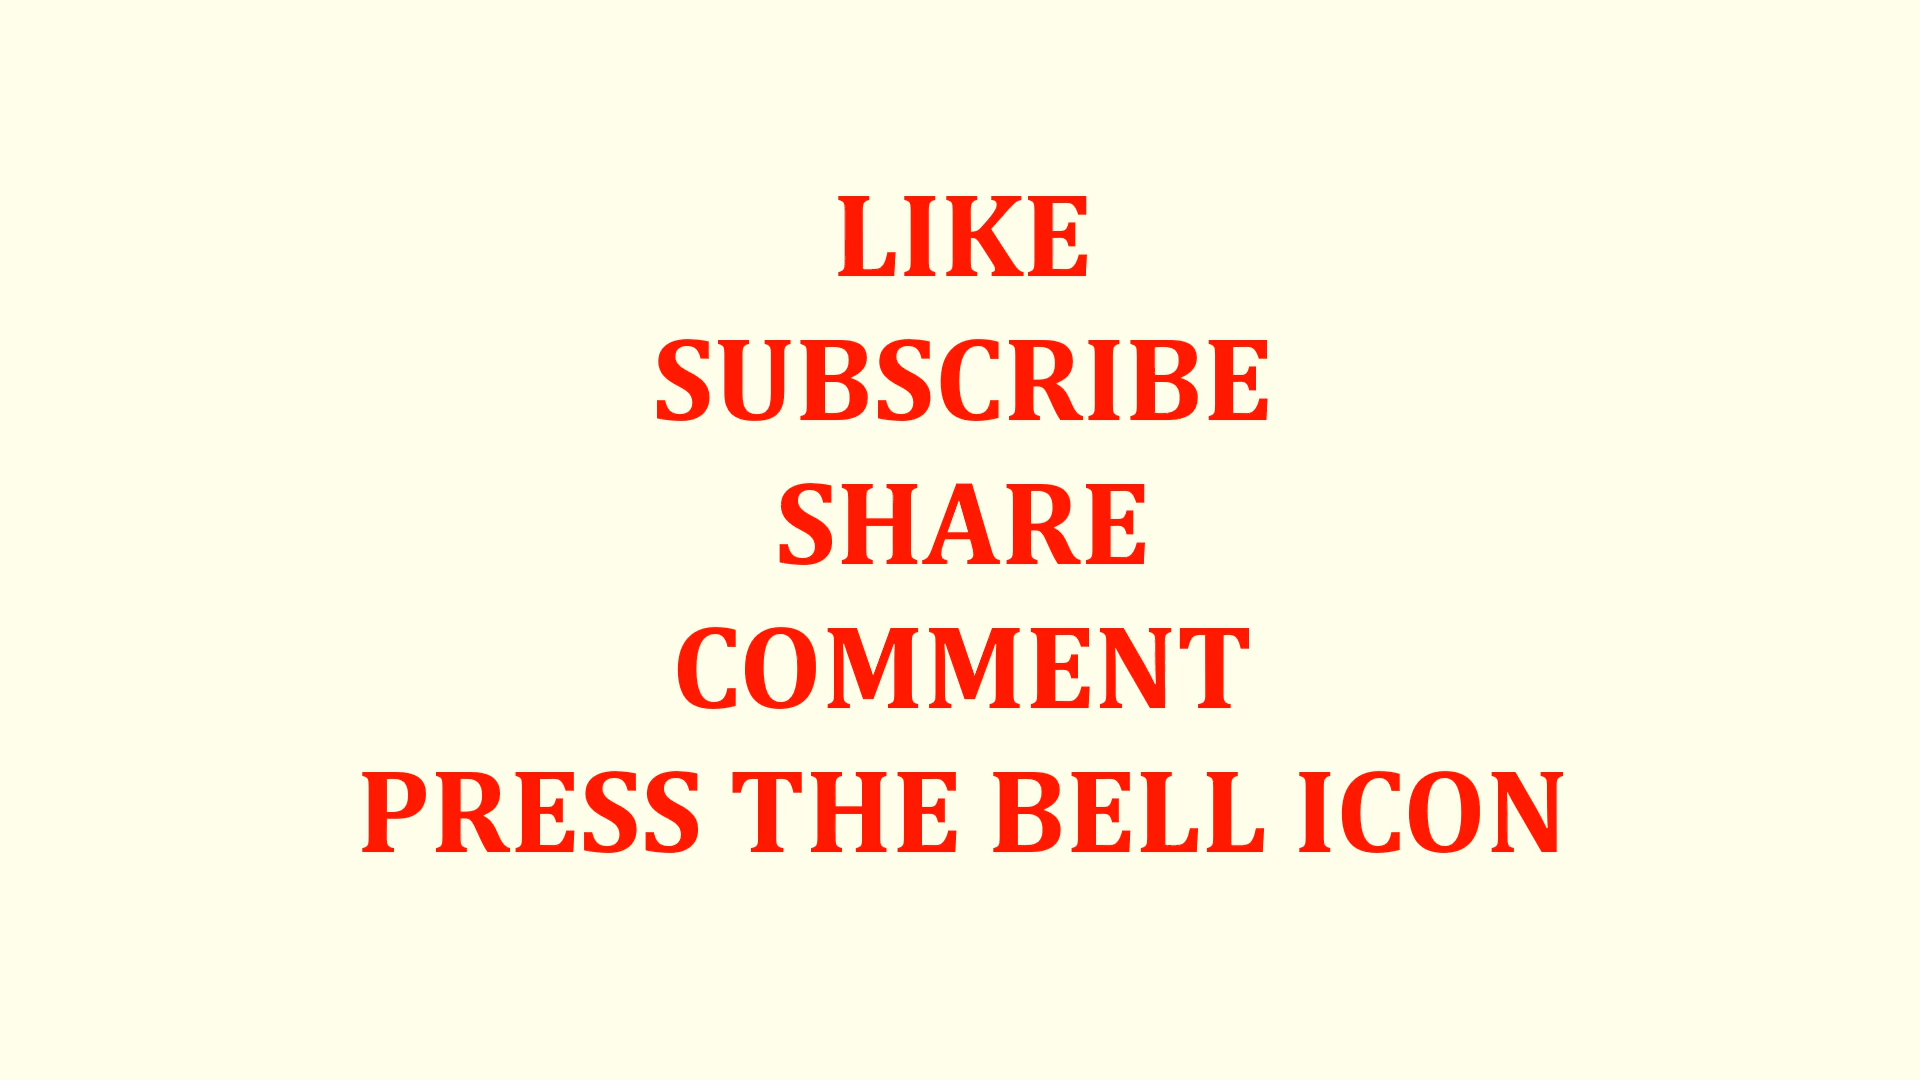 LIKE
SUBSCRIBE
SHARE
COMMENT
PRESS THE BELL ICON